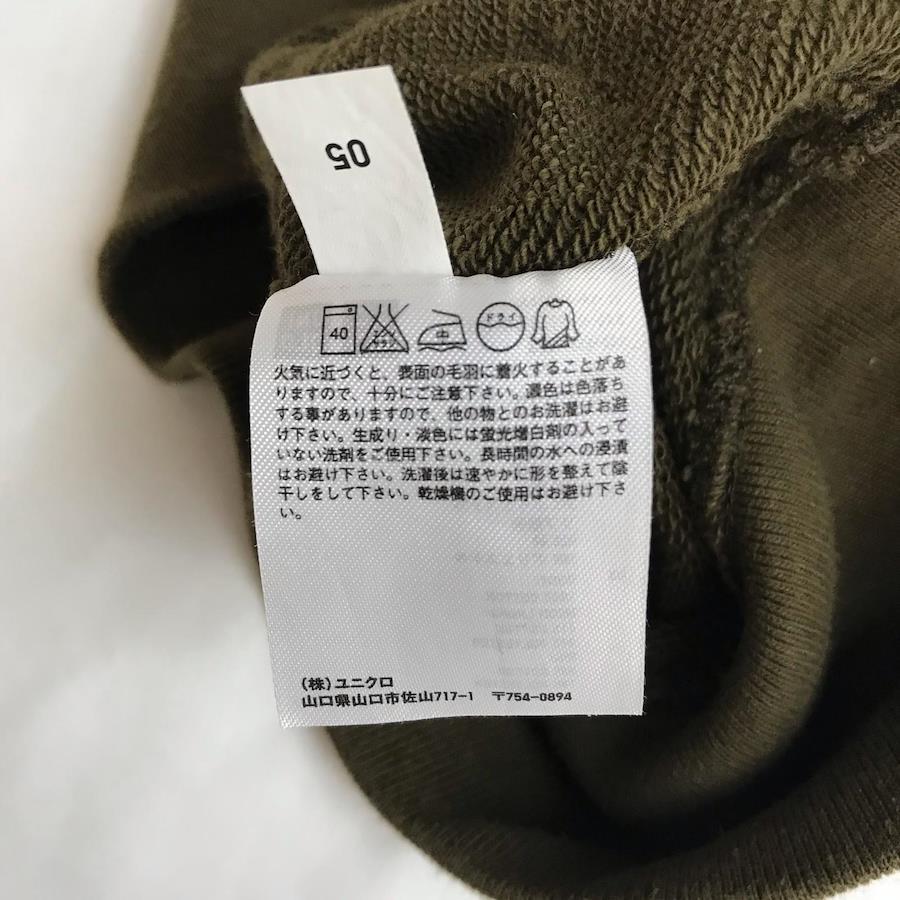 05
40
エンソ
サラシ
中
ドライ
火気に近づくと、表面の毛羽に着火することがあ
りますので、十分にご注意下さい。濃色は色落ち
する事がありますので、他の物とのお洗濯はお避
け下さい。生成り・淡色には蛍光増白剤の入って
いない洗剤をご使用下さい。長時間の水への浸漬
はお避け下さい。洗濯後は速やかに形を整えて陰
干しをして下さい。乾燥機のご使用はお避け下さ
い。
(株)ユニクロ
山口県山口市佐山717-1 〒754-0894